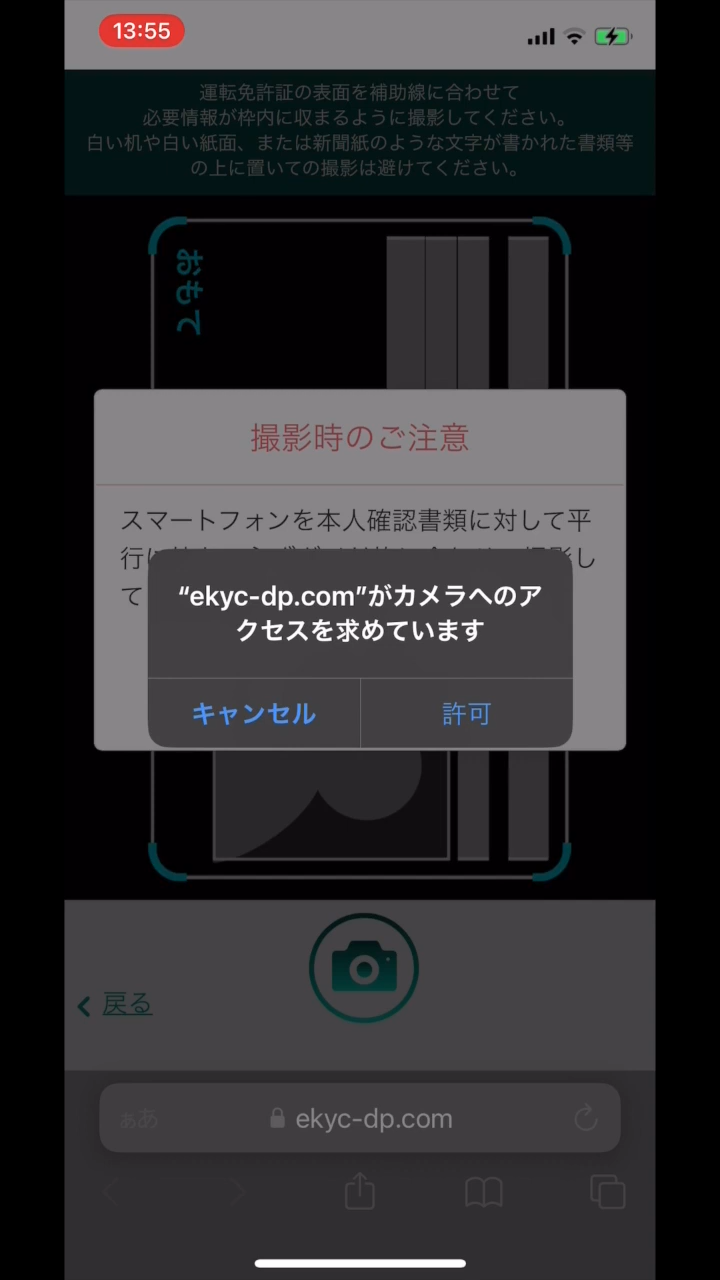 13:55
運転免許証の表面を補助線に合わせて
必要情報が枠内に収まるように撮影してください。
白い机や白い紙面、または新聞紙のような文字が書かれた書類等
の上に置いての撮影は避けてください。
おもて
撮影時のご注意
スマートフォンを本人確認書類に対して平
行に
て
“ekyc-dp.com”がカメラへのア
クセスを求めています
キャンセル
許可
戻る
ぁあ
ekyc-dp.com